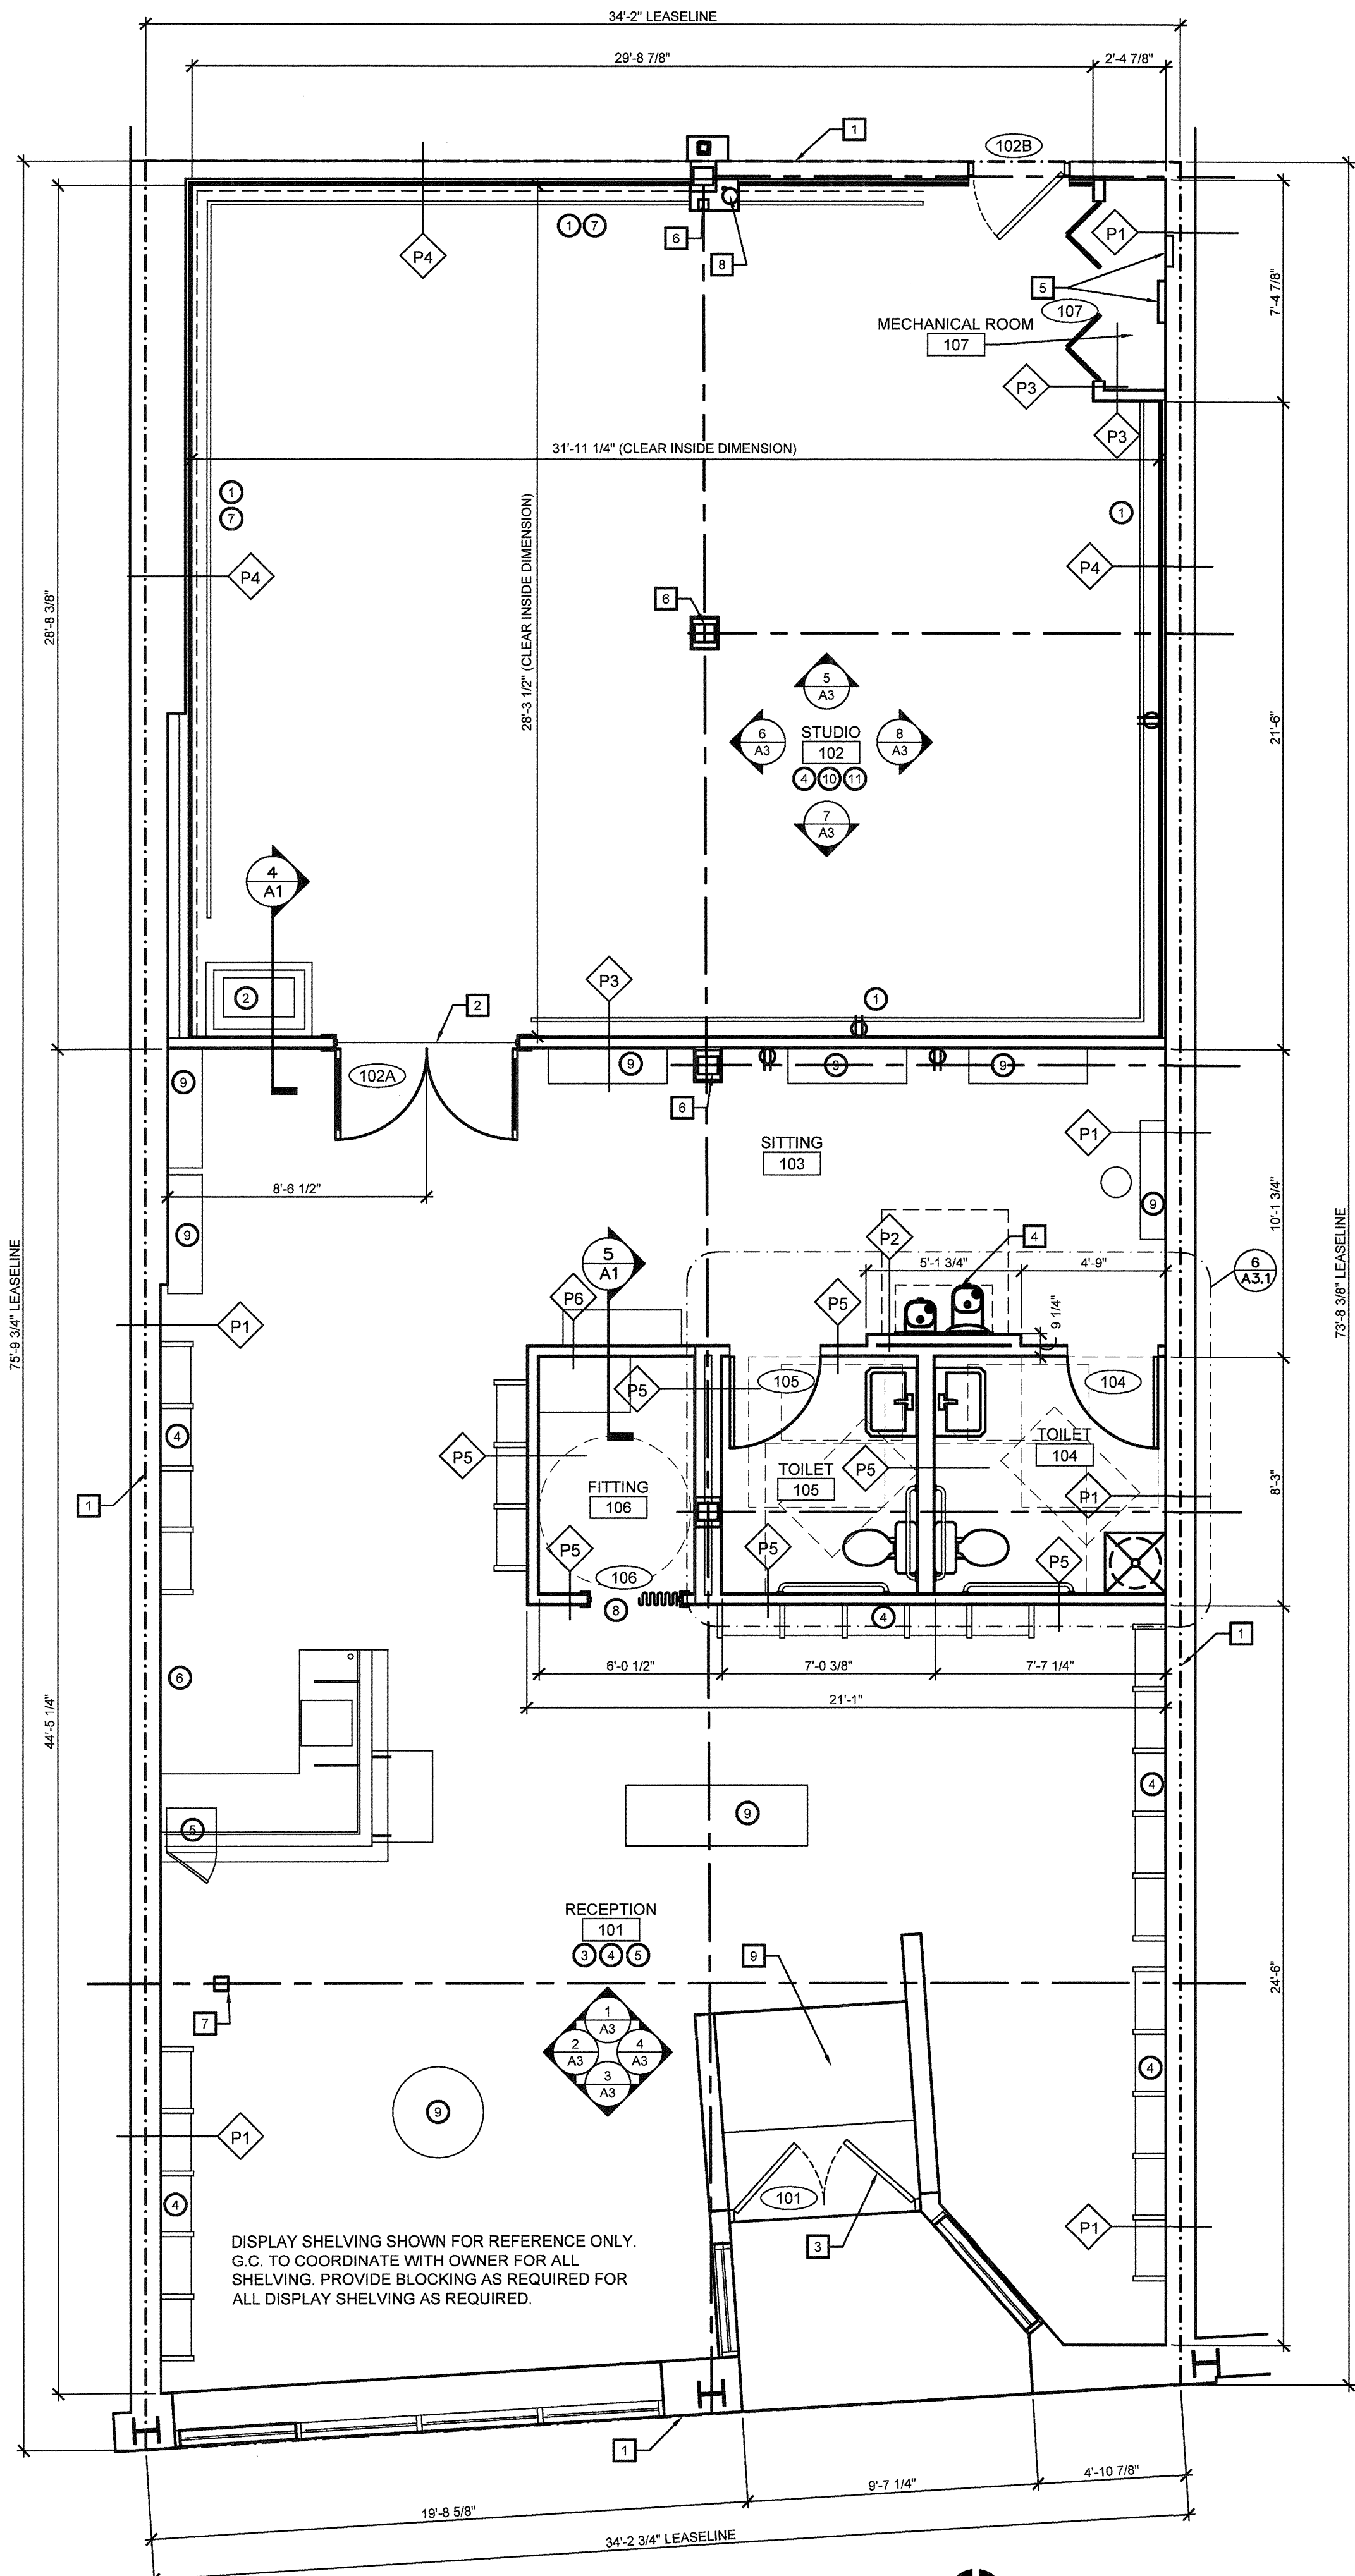 34'-2" LEASELINE
29'-8 7/8"
2'-4 7/8"
1
102B
P4
1 7
6
8
P1
5
107
MECHANICAL ROOM
107
7'-4 7/8"
P3
P3
31'-11 1/4" (CLEAR INSIDE DIMENSION)
1
7
1
28'-3 1/2" (CLEAR INSIDE DIMENSION)
P4
P4
28'-8 3/8"
6
5
A3
6
A3
STUDIO
102
8
A3
4 10 11
7
A3
21'-6"
4
A1
2
P3
1
2
102A
9
9
9
9
6
P1
SITTING
103
8'-6 1/2"
9
9
10'-1 3/4"
75'-9 3/4" LEASELINE
73'-8 3/8" LEASELINE
5
A1
P2
4
5'-1 3/4"
4'-9"
6
A3.1
P1
P6
P5
9 1/4"
P5
105
104
4
P5
TOILET
105
P5
TOILET
104
FITTING
106
P1
8'-3"
1
P5
106
P5
P5
8
4
1
6'-0 1/2"
7'-0 3/8"
7'-7 1/4"
21'-1"
6
44'-5 1/4"
4
5
9
RECEPTION
101
3 4 5
9
24'-6"
7
1
A3
2
A3
4
A3
3
A3
4
9
P1
101
4
3
P1
DISPLAY SHELVING SHOWN FOR REFERENCE ONLY.
G.C. TO COORDINATE WITH OWNER FOR ALL
SHELVING. PROVIDE BLOCKING AS REQUIRED FOR
ALL DISPLAY SHELVING AS REQUIRED.
1
19'-8 5/8"
9'-7 1/4"
4'-10 7/8"
34'-2 3/4" LEASELINE